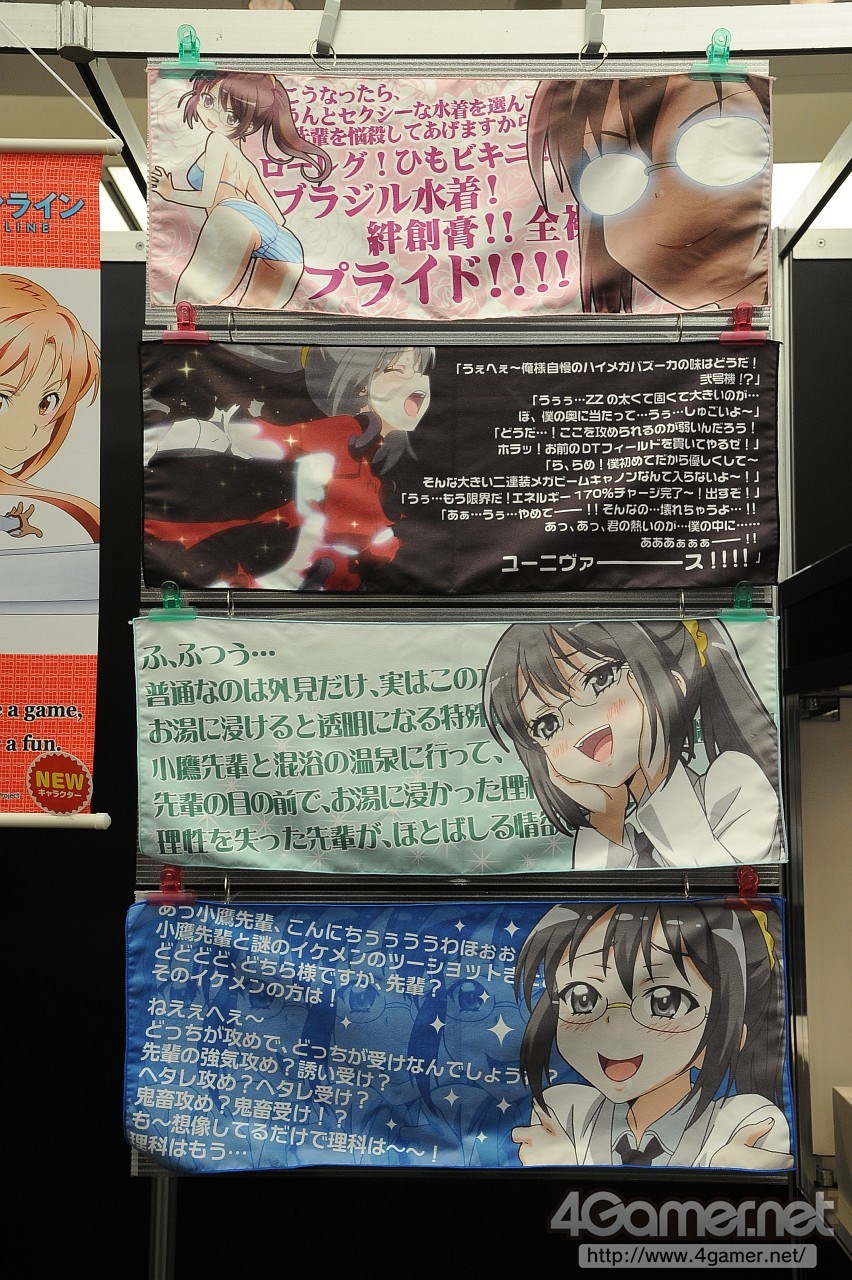 ンライン
LINE
e a game,
a fun.
NEW
キャラクター
roject
こうなったら、
うんとセクシーな水着を選んで
先輩を悩殺してあげますから
ローレグ！ひもビキニ
ブラジル水着！
絆創膏！！全裸
プライド！！！！
「うぇへぇ〜俺様自慢のハイメガバズーカの味はどうだ！
弐号機！？」
「うぅぅ…ZZの太くて固くて大きいのが…
ぼ、僕の奥に当たって…うぅ…しゅごいよ〜」
「どうだ…！ここを攻められるのが弱いんだろう！
ホラッ！お前のDTフィールドを貫いてやるぜ！」
「ら、らめ！僕初めてだから優しくして〜
そんな大きい二連装メガビームキャノンなんて入らないよ〜！」
「うぅ…もう限界だ！エネルギー170％チャージ完了〜！出すぞ！」
「あぁ…うぅ…やめて――！！そんなの…壊れちゃうよ…！！
あっ、あっ、君の熱いのが…僕の中に……
あああぁぁぁ――！！
ユーニヴァ―――――ス！！！！」
ふ、ふつう…
普通なのは外見だけ、実はこの
お湯に浸けると透明になる特殊
小鷹先輩と混浴の温泉に行って、
先輩の目の前で、お湯に浸かった理科
理性を失った先輩が、ほとばしる情欲
あっ小鷹先輩、こんにちぅぅううわほぉぉ
小鷹先輩と謎のイケメンのツーショットき
どどどど、どちら様ですか、先輩？
そのイケメンの方は！
ねえぇへぇ〜
どっちが攻めで、どっちが受けなんでしょうか？
先輩の強気攻め？誘い受け？
ヘタレ攻め？ヘタレ受け？
鬼畜攻め？鬼畜受け！？
も〜想像してるだけで理科は〜〜！
理科はもう…
4Gamer.net
http://www.4gamer.net/